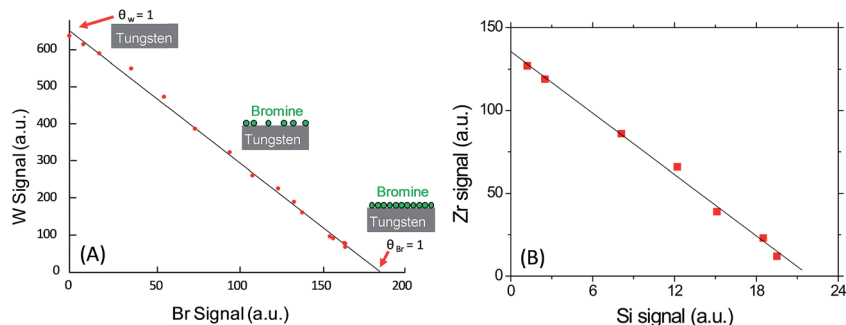 θw = 1
Tungsten
600
500
400
300
200
100
0
W Signal (a.u.)
Bromine
Tungsten
Bromine
Tungsten
θBr = 1
(A)
0 50 100 150 200
Br Signal (a.u.)
150
100
50
0
Zr signal (a.u.)
(B)
0 6 12 18 24
Si signal (a.u.)